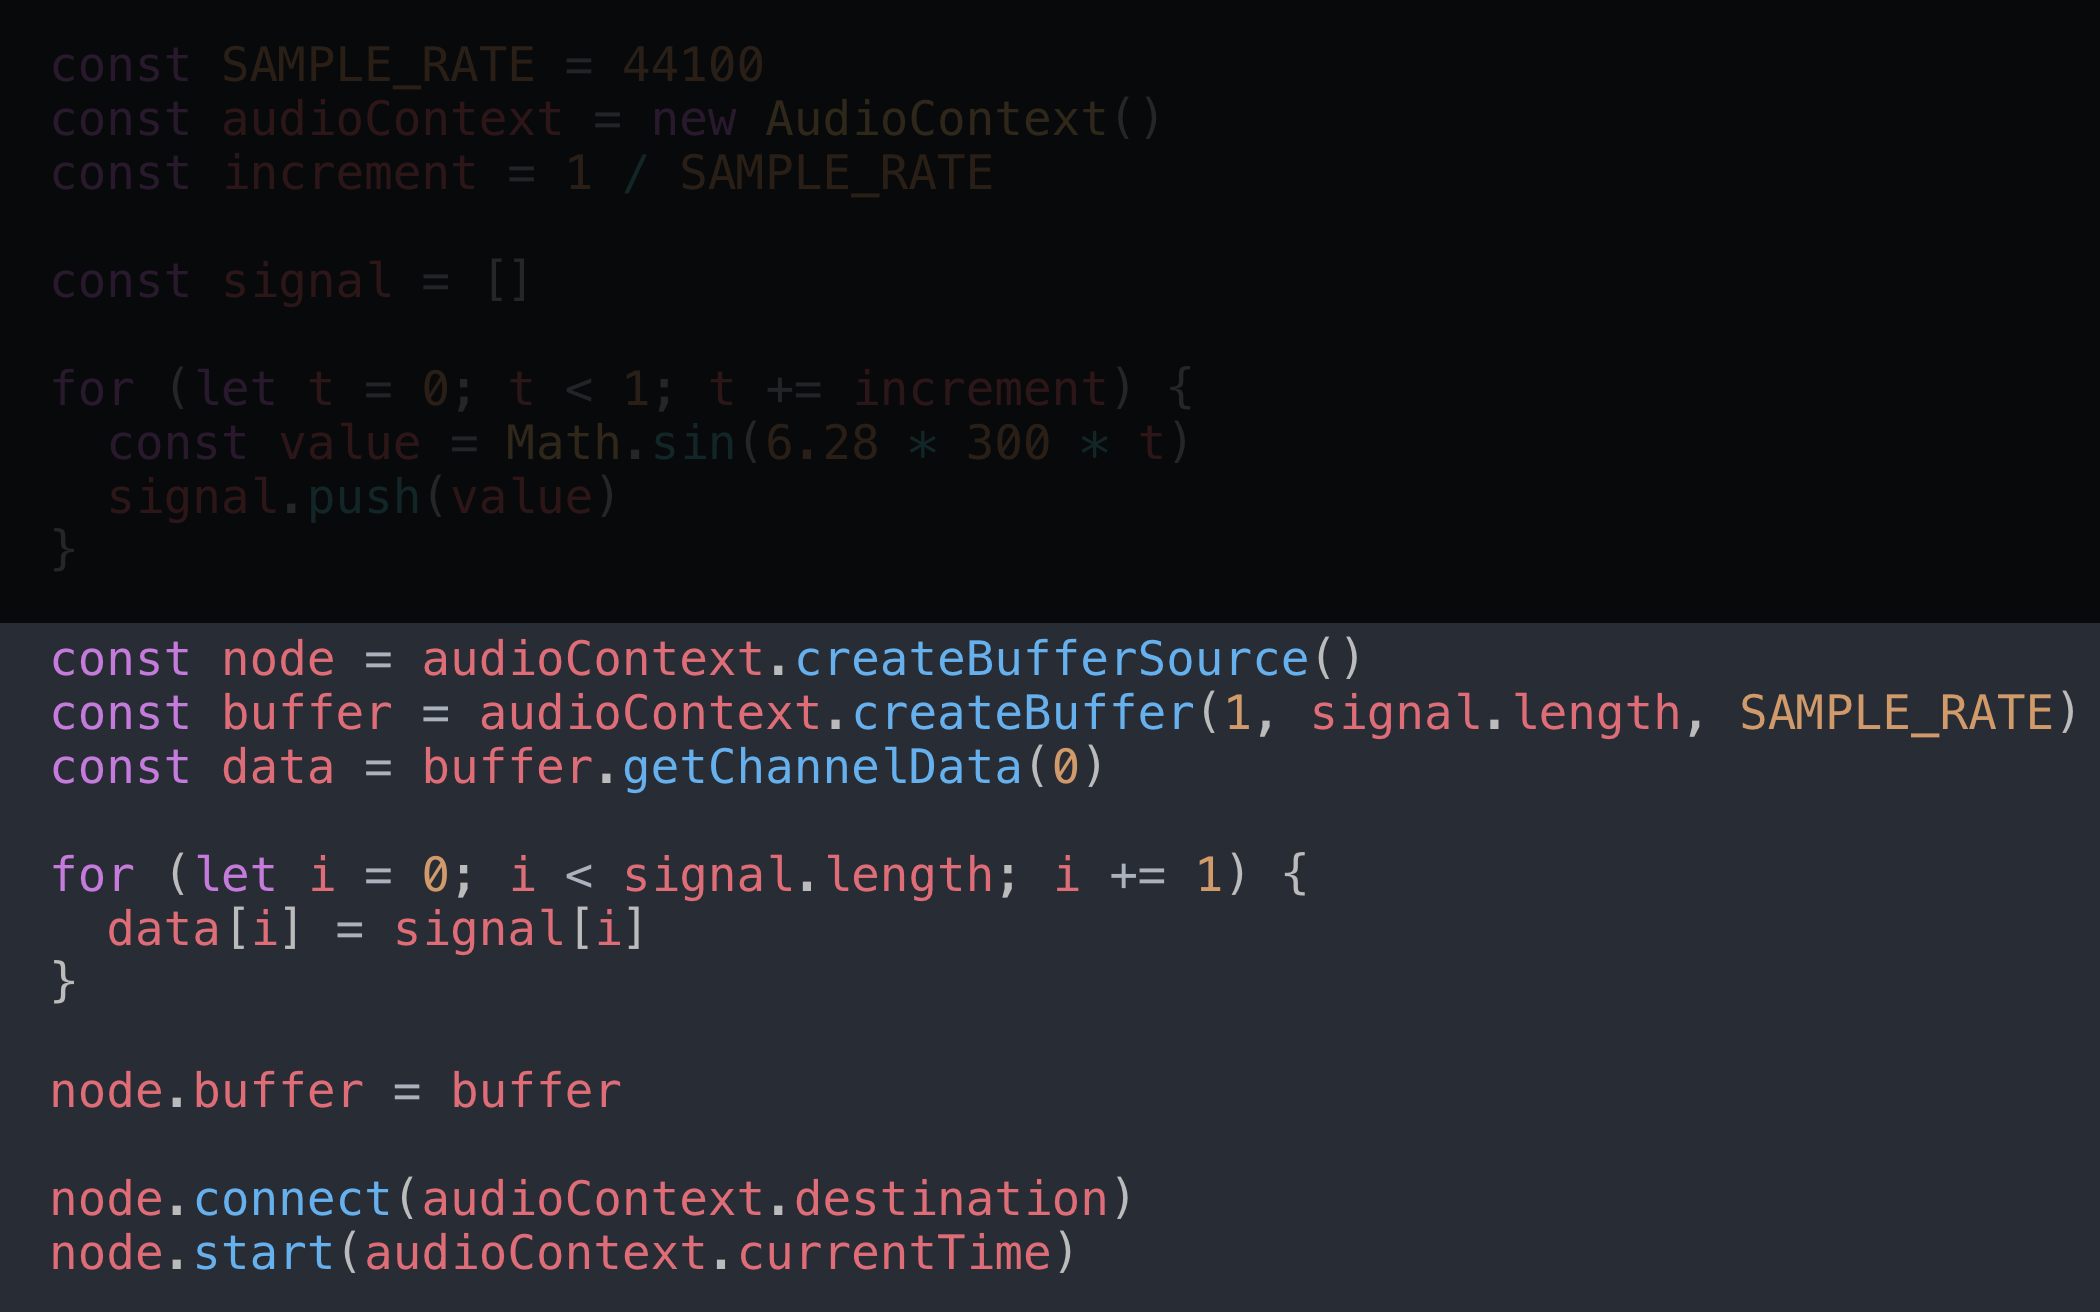 const SAMPLE_RATE = 44100
const audioContext = new AudioContext()
const increment = 1 / SAMPLE_RATE
const signal = []
for (let t = 0; t < 1; t += increment) {
  const value = Math.sin(6.28 * 300 * t)
  signal.push(value)
}
const node = audioContext.createBufferSource()
const buffer = audioContext.createBuffer(1, signal.length, SAMPLE_RATE)
const data = buffer.getChannelData(0)
for (let i = 0; i < signal.length; i += 1) {
  data[i] = signal[i]
}
node.buffer = buffer
node.connect(audioContext.destination)
node.start(audioContext.currentTime)